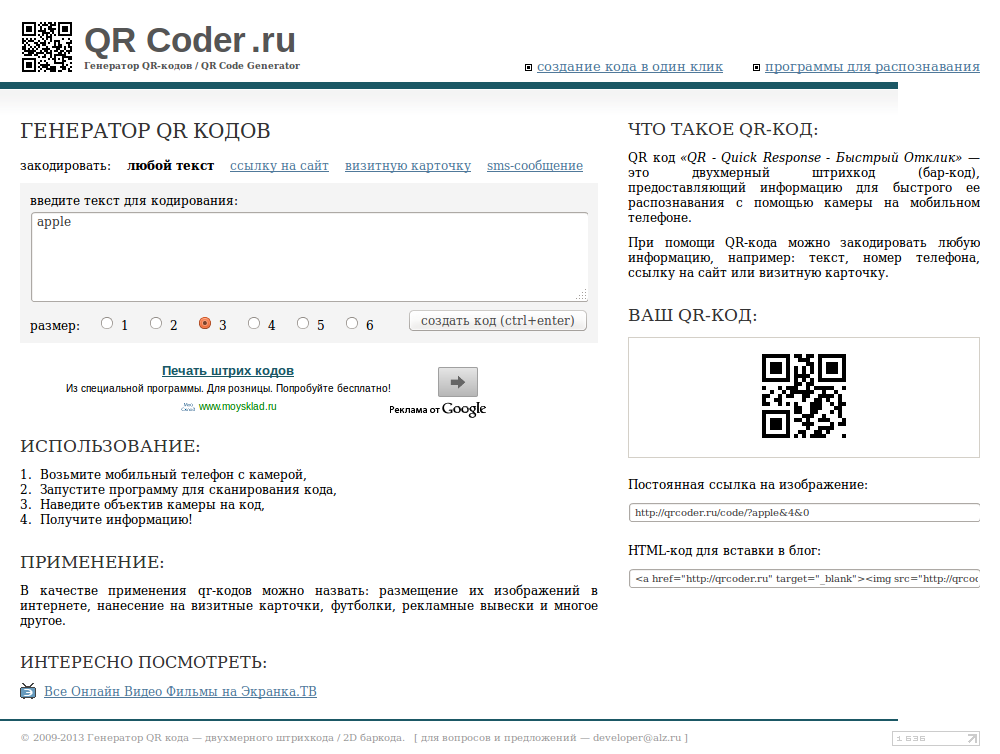 QR Coder.ru
Генератор QR-кодов / QR Code Generator
создание кода в один клик
программы для распознавания
ГЕНЕРАТОР QR КОДОВ
закодировать: любой текст ссылку на сайт визитную карточку sms-сообщение
введите текст для кодирования:
apple
размер: 1 2 3 4 5 6 создать код (ctrl+enter)
Печать штрих кодов
Из специальной программы. Для розницы. Попробуйте бесплатно!
www.moysklad.ru
Реклама от Google
ИСПОЛЬЗОВАНИЕ:
1. Возьмите мобильный телефон с камерой,
2. Запустите программу для сканирования кода,
3. Наведите объектив камеры на код,
4. Получите информацию!
ПРИМЕНЕНИЕ:
В качестве применения qr-кодов можно назвать: размещение их изображений в
интернете, нанесение на визитные карточки, футболки, рекламные вывески и многое
другое.
ИНТЕРЕСНО ПОСМОТРЕТЬ:
Все Онлайн Видео Фильмы на Экранка.ТВ
ЧТО ТАКОЕ QR-КОД:
QR код «QR - Quick Response - Быстрый Отклик» —
это двухмерный штрихкод (бар-код),
предоставляющий информацию для быстрого ее
распознавания с помощью камеры на мобильном
телефоне.
При помощи QR-кода можно закодировать любую
информацию, например: текст, номер телефона,
ссылку на сайт или визитную карточку.
ВАШ QR-КОД:
Постоянная ссылка на изображение:
http://qrcoder.ru/code/?apple&4&0
HTML-код для вставки в блог:
<a href="http://qrcoder.ru" target="_blank"><img src="http://qrcod
© 2009-2013 Генератор QR кода — двухмерного штрихкода / 2D баркода. [ для вопросов и предложений — developer@alz.ru ]
1636